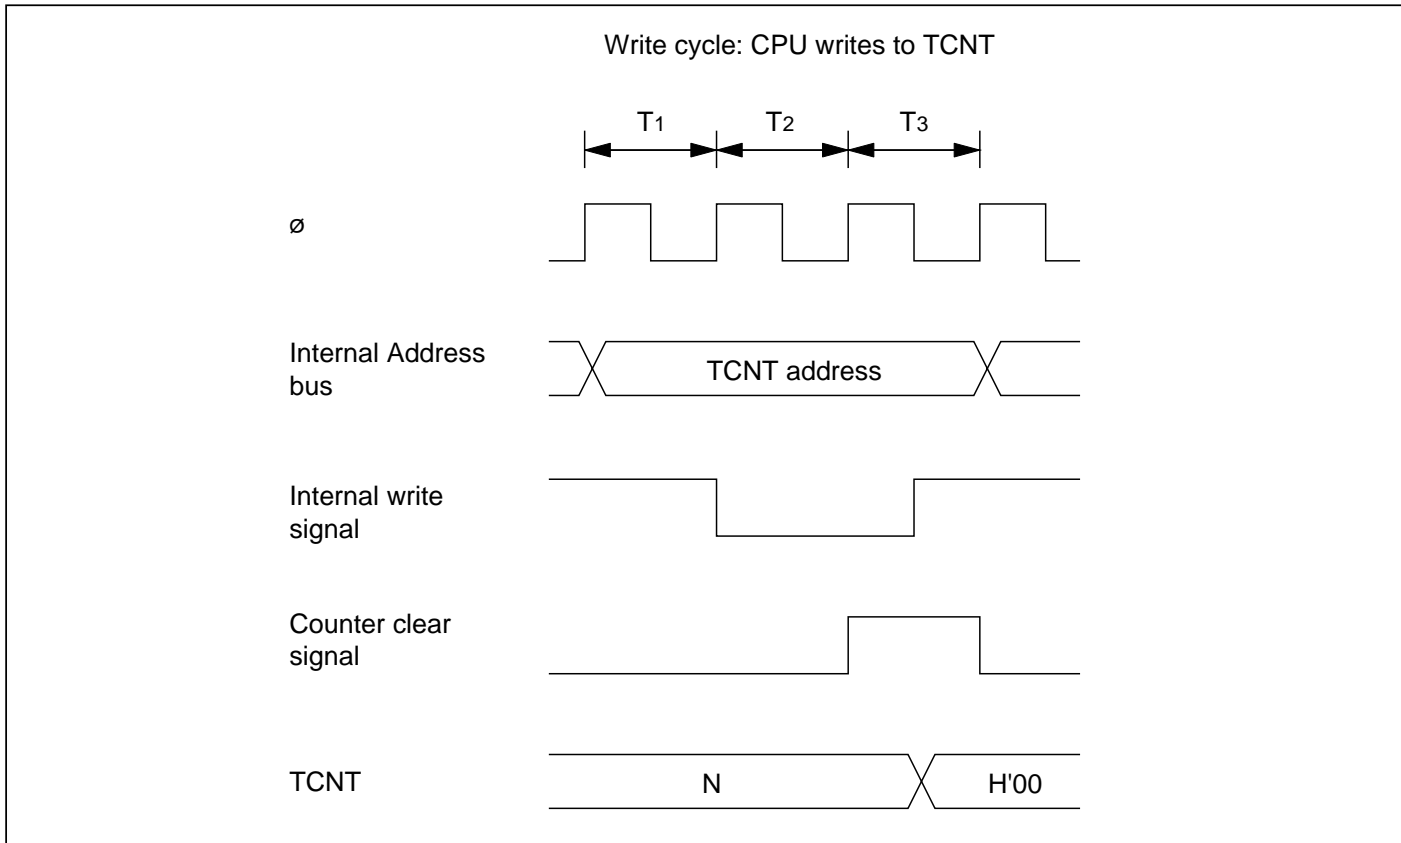 Write cycle: CPU writes to TCNT
T1 T2 T3
ø
Internal Address
bus
TCNT address
Internal write
signal
Counter clear
signal
TCNT
N
H'00